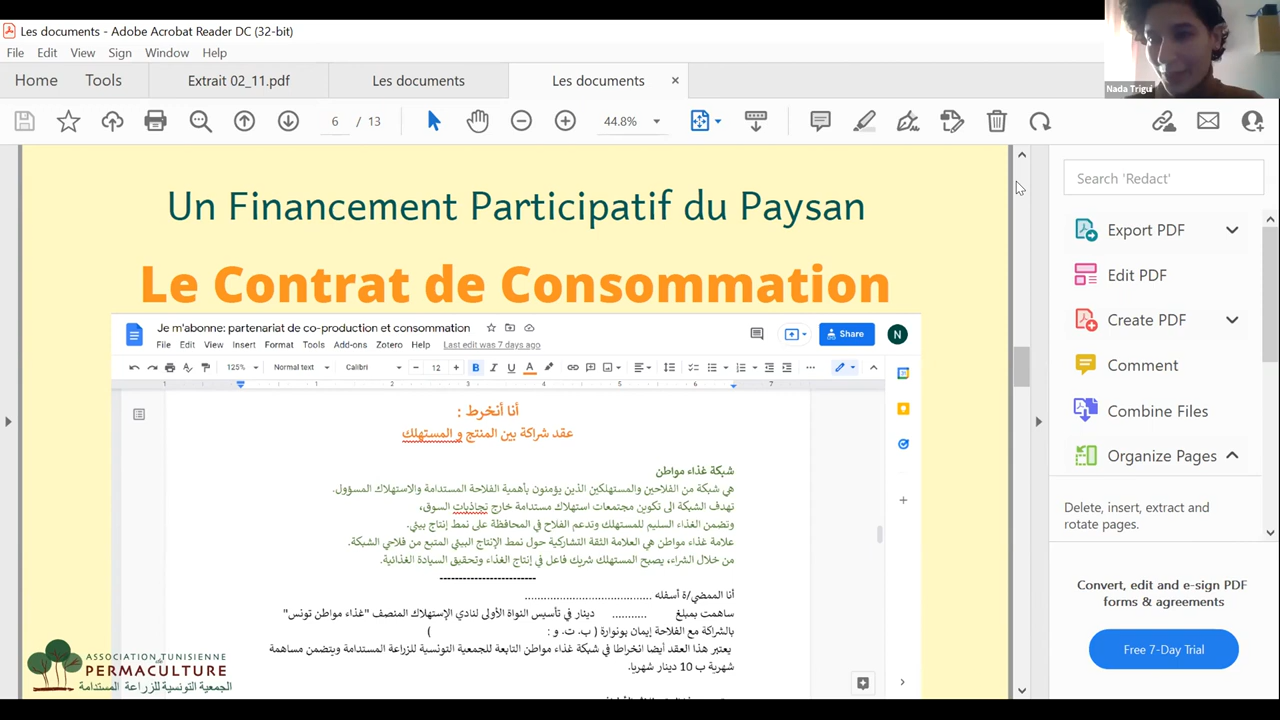 Les documents - Adobe Acrobat Reader DC (32-bit)
File Edit View Sign Window Help
Home Tools Extrait 02_11.pdf Les documents Les documents ×
Nada Trigui
6 / 13 44.8%
Un Financement Participatif du Paysan
Le Contrat de Consommation
Je m'abonne: partenariat de co-production et consommation
File Edit View Insert Format Tools Add-ons Zotero Help Last edit was 7 days ago
Share N
125% Normal text Calibri 12 B I U A
1 1 2 3 4 5 6 7
أنا أنخرط :
عقد شراكة بين المنتج و المستهلك
شبكة غذاء مواطن
هي شبكة من الفلاحين والمستهلكين الذين يؤمنون بأهمية الفلاحة المستدامة والاستهلاك المسؤول.
تهدف الشبكة الى تكوين مجتمعات استهلاك مستدامة خارج تجاذبات السوق،
وتضمن الغذاء السليم للمستهلك وتدعم الفلاح في المحافظة على نمط إنتاج بيئي.
علامة غذاء مواطن هي العلامة الثقة التشاركية حول نمط الإنتاج البيئي المتبع من فلاحي الشبكة.
من خلال الشراء، يصبح المستهلك شريك فاعل في إنتاج الغذاء وتحقيق السيادة الغذائية.
------------------------
أنا الممضي/ة أسفله ......................................
ساهمت بمبلغ ........... دينار في تأسيس النواة الأولى لنادي الإستهلاك المنصف "غذاء مواطن تونس"
بالشراكة مع الفلاحة إيمان بونوارة ( ب. ت. و : )
يعتبر هذا العقد أيضا انخراطا في شبكة غذاء مواطن التابعة للجمعية التونسية للزراعة المستدامة ويتضمن مساهمة
شهرية ب 10 دينار شهريا.
ASSOCIATION TUNISIENNE
de PERMACULTURE
الجمعية التونسية للزراعة المستدامة
Search 'Redact'
Export PDF
Edit PDF
Create PDF
Comment
Combine Files
Organize Pages
Delete, insert, extract and
rotate pages.
Convert, edit and e-sign PDF
forms & agreements
Free 7-Day Trial